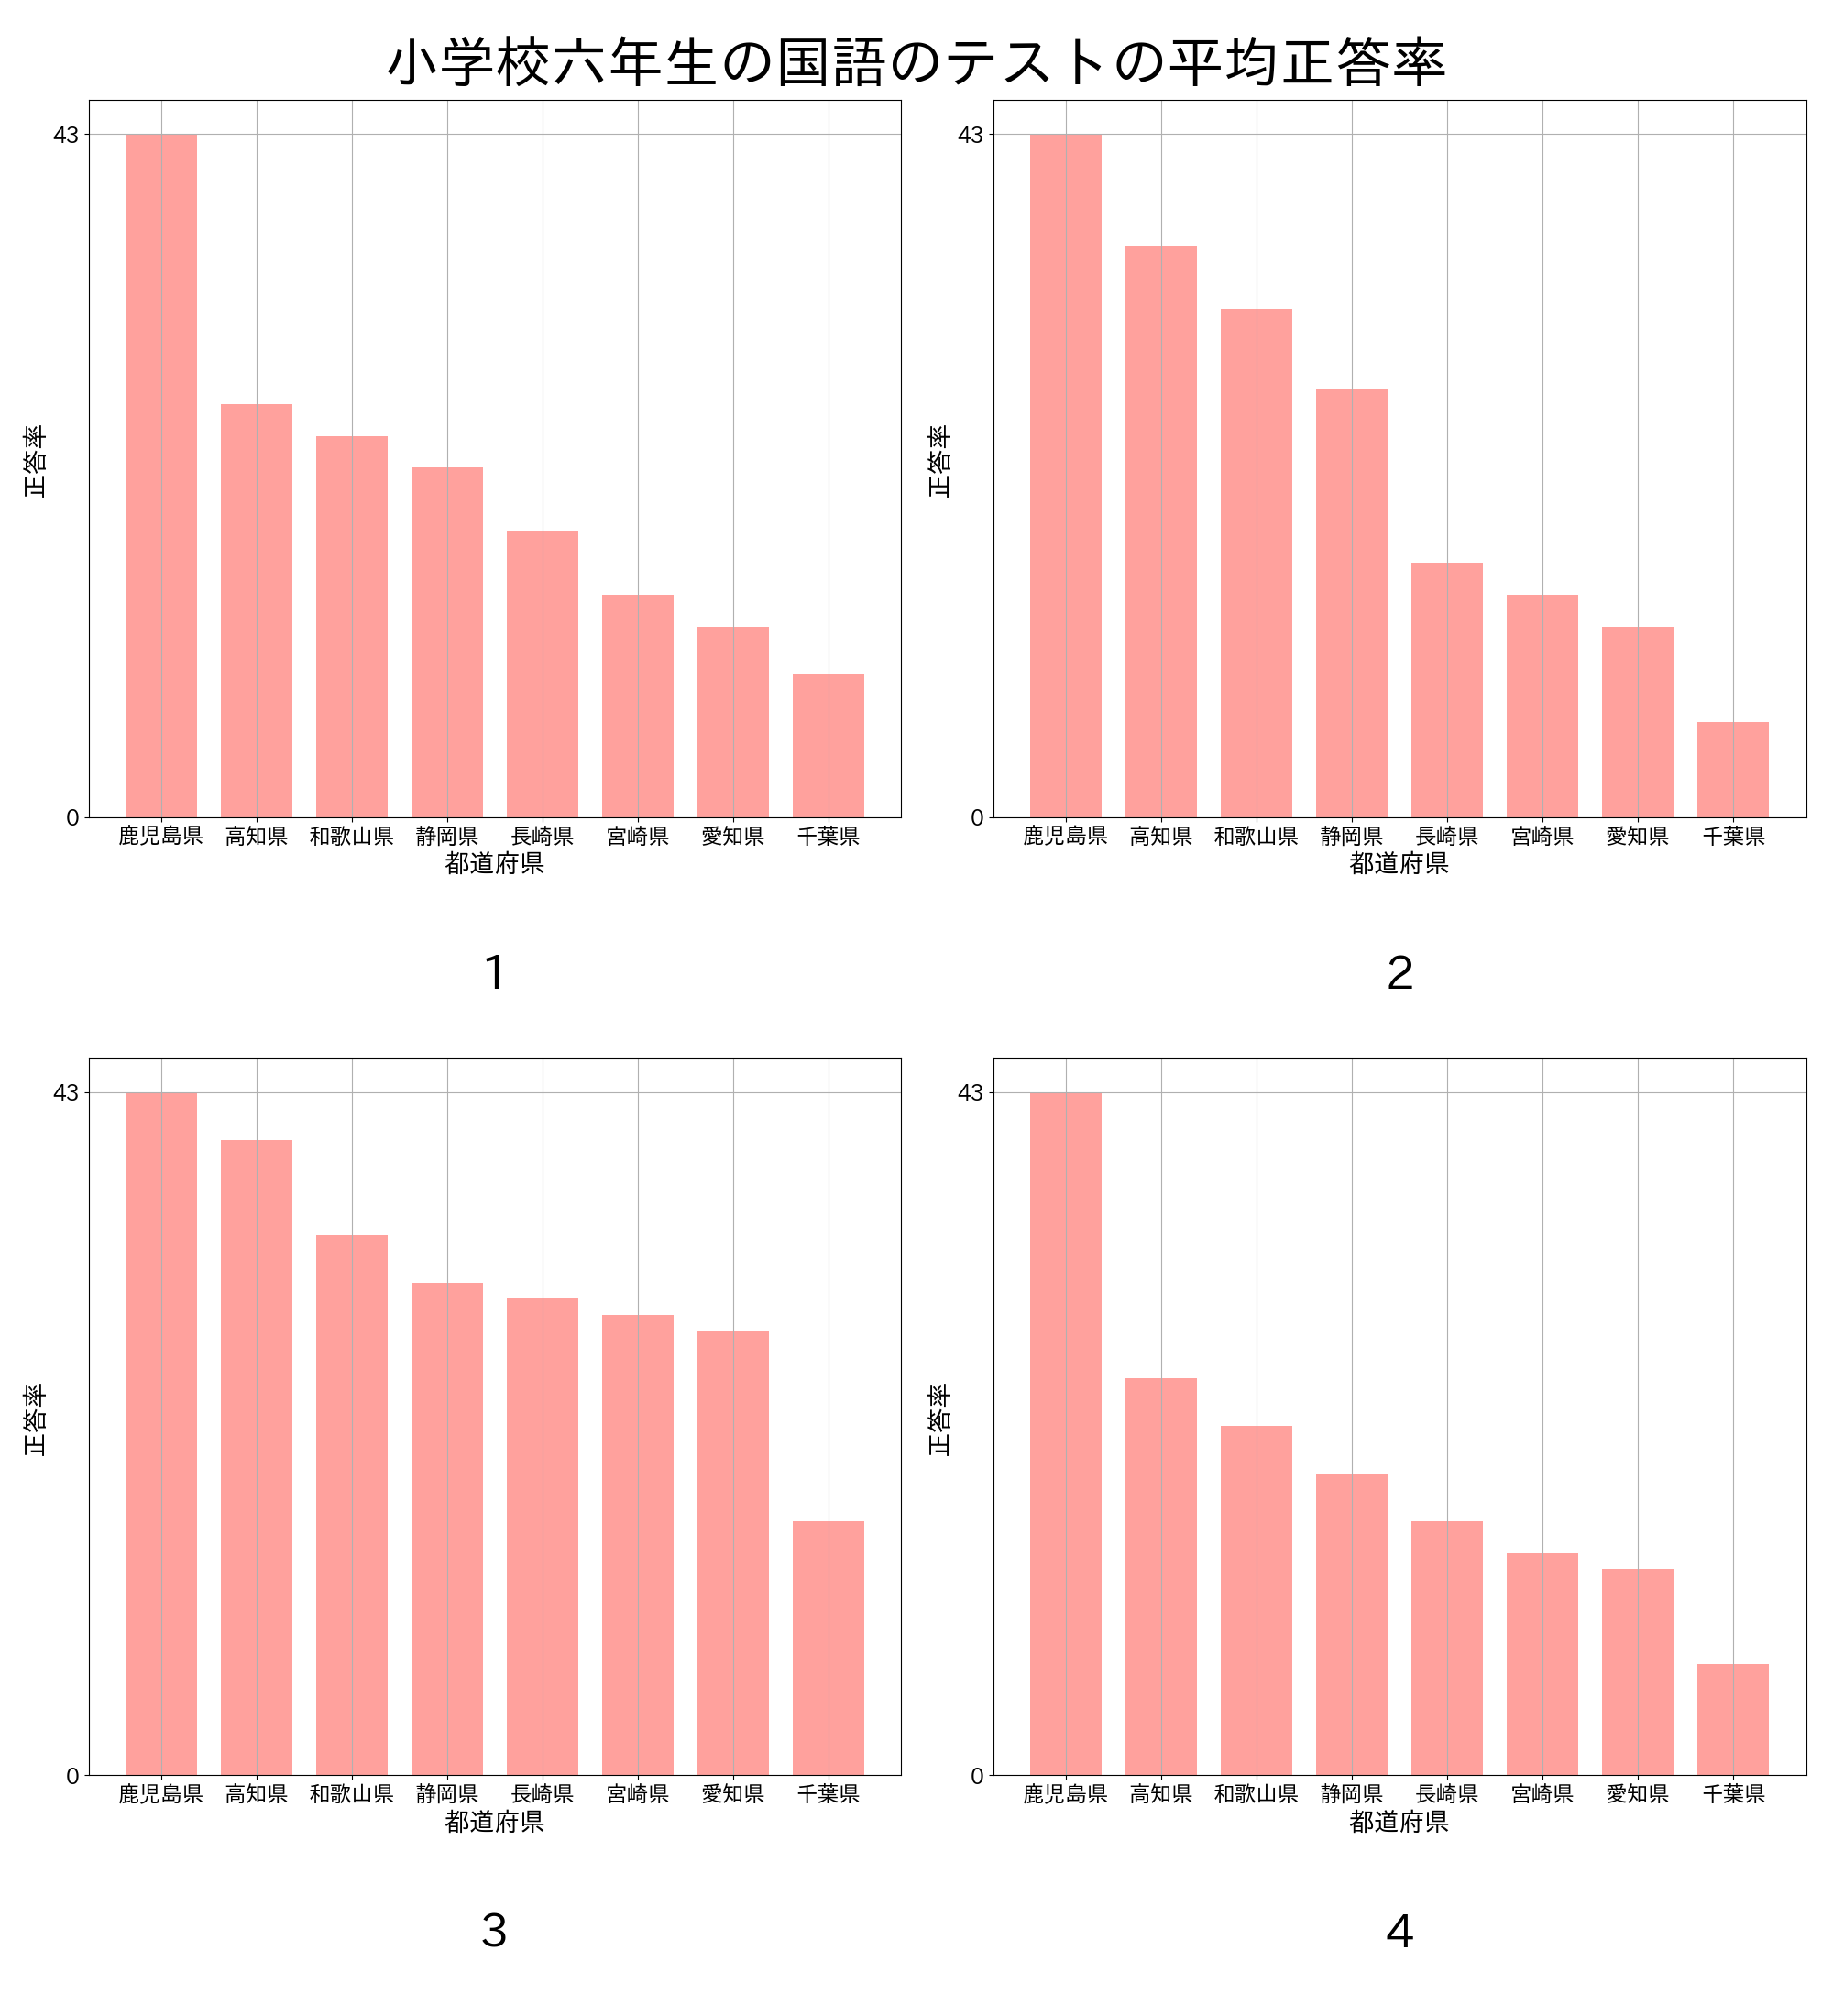 小学校六年生の国語のテストの平均正答率
43
0
正答率
鹿児島県 高知県 和歌山県 静岡県 長崎県 宮崎県 愛知県 千葉県
都道府県
1
43
0
正答率
鹿児島県 高知県 和歌山県 静岡県 長崎県 宮崎県 愛知県 千葉県
都道府県
2
43
0
正答率
鹿児島県 高知県 和歌山県 静岡県 長崎県 宮崎県 愛知県 千葉県
都道府県
3
43
0
正答率
鹿児島県 高知県 和歌山県 静岡県 長崎県 宮崎県 愛知県 千葉県
都道府県
4